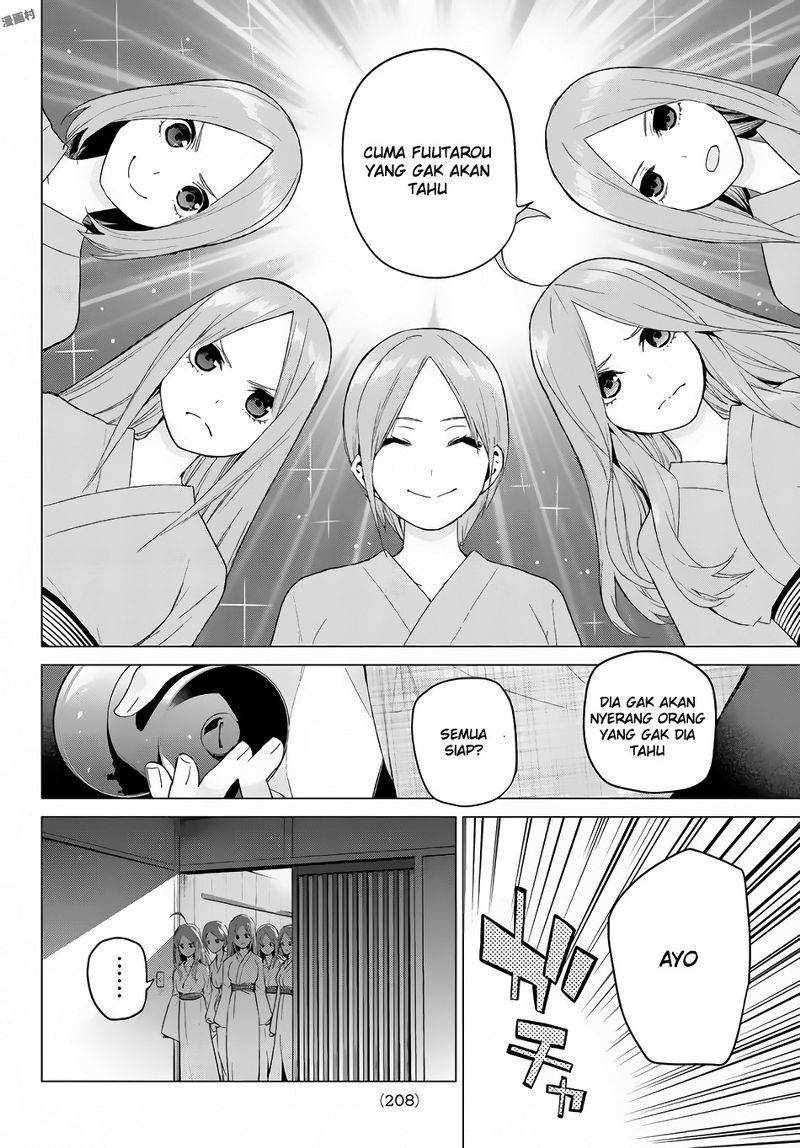 漫画村
CUMA FUUTAROU
YANG GAK AKAN
TAHU
DIA GAK AKAN
NYERANG ORANG
YANG GAK DIA
TAHU
SEMUA
SIAP?
AYO
ガチャ
.....
(208)